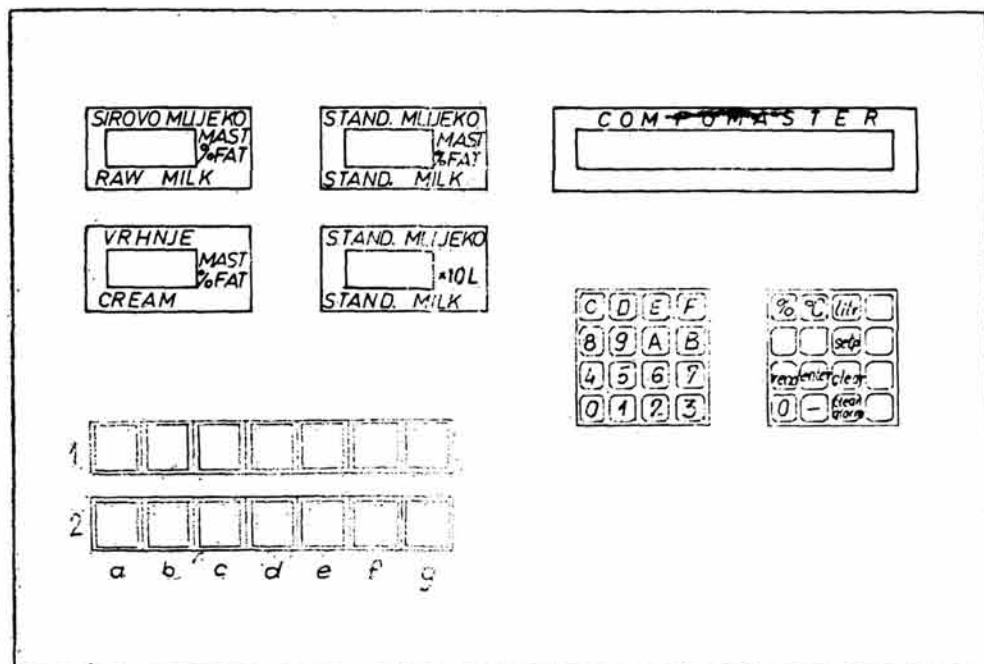 SIROVO MLIJEKO
MAST
%FAT
RAW MILK
STAND. MLIJEKO
MAST
%FAT
STAND. MILK
COMPOMASTER
VRHNJE
MAST
%FAT
CREAM
STAND. MLIJEKO
×10L
STAND. MILK
C D E F
8 9 A B
4 5 6 7
0 1 2 3
% °C litr
setp
read enter clear
0 –
1
2
a b c d e f g